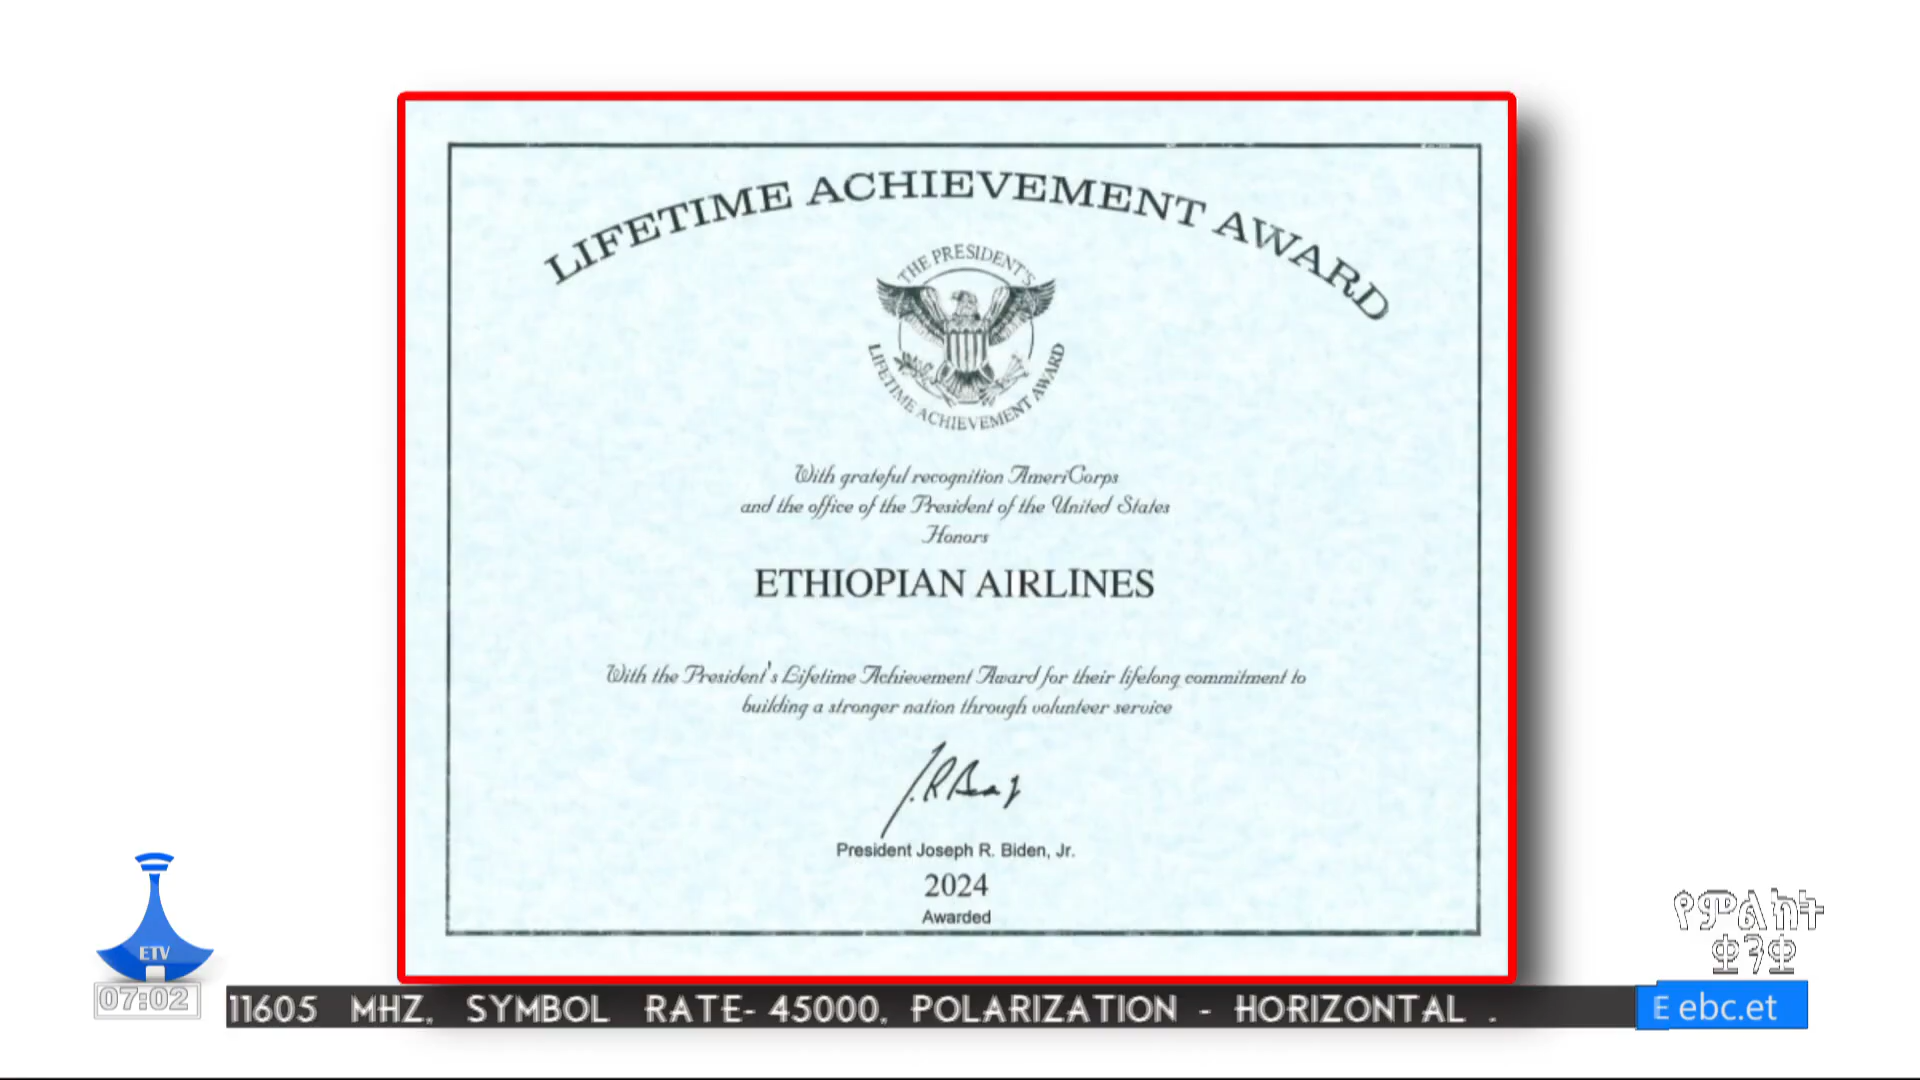 LIFETIME ACHIEVEMENT AWARD
THE PRESIDENT'S
LIFETIME ACHIEVEMENT AWARD
With grateful recognition AmeriCorps
and the office of the President of the United States
Honors
ETHIOPIAN AIRLINES
With the President's Lifetime Achievement Award for their lifelong commitment to
building a stronger nation through volunteer service
President Joseph R. Biden, Jr.
2024
Awarded
ETV
07:02
የምልክት
ቋንቋ
11605 MHZ, SYMBOL RATE- 45000, POLARIZATION - HORIZONTAL .
E ebc.et